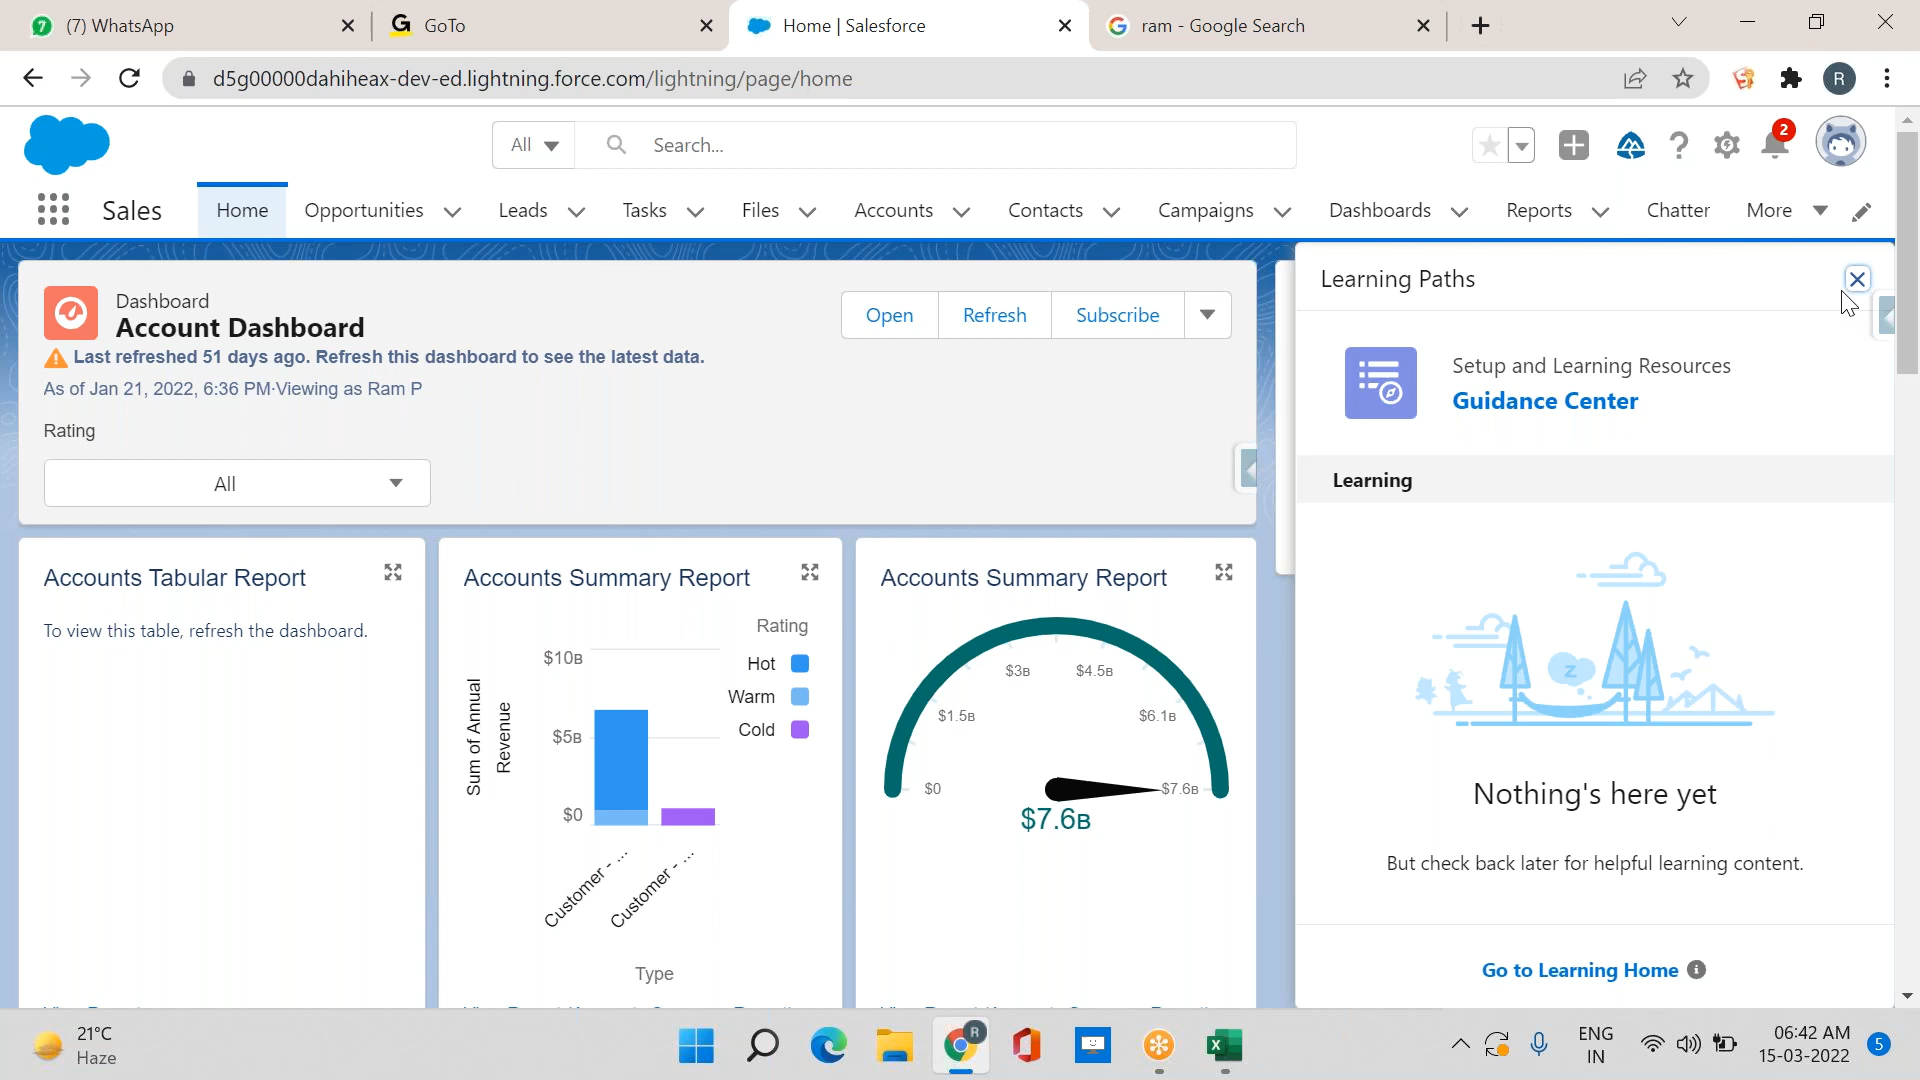 (7) WhatsApp
GoTo
Home | Salesforce
ram - Google Search
d5g00000dahiheax-dev-ed.lightning.force.com/lightning/page/home
R
All
Search...
2
Sales
Home
Opportunities
Leads
Tasks
Files
Accounts
Contacts
Campaigns
Dashboards
Reports
Chatter
More
Dashboard
Account Dashboard
Last refreshed 51 days ago. Refresh this dashboard to see the latest data.
As of Jan 21, 2022, 6:36 PM·Viewing as Ram P
Open
Refresh
Subscribe
Rating
All
Learning Paths
Setup and Learning Resources
Guidance Center
Learning
Z
Nothing's here yet
But check back later for helpful learning content.
Go to Learning Home
Accounts Tabular Report
To view this table, refresh the dashboard.
Accounts Summary Report
Rating
Hot
Warm
Cold
Sum of Annual
Revenue
$10B
$5B
$0
Customer - ...
Customer - ...
Type
Accounts Summary Report
$0
$1.5B
$3B
$4.5B
$6.1B
$7.6B
$7.6B
21°C
Haze
R
ENG
IN
06:42 AM
15-03-2022
5